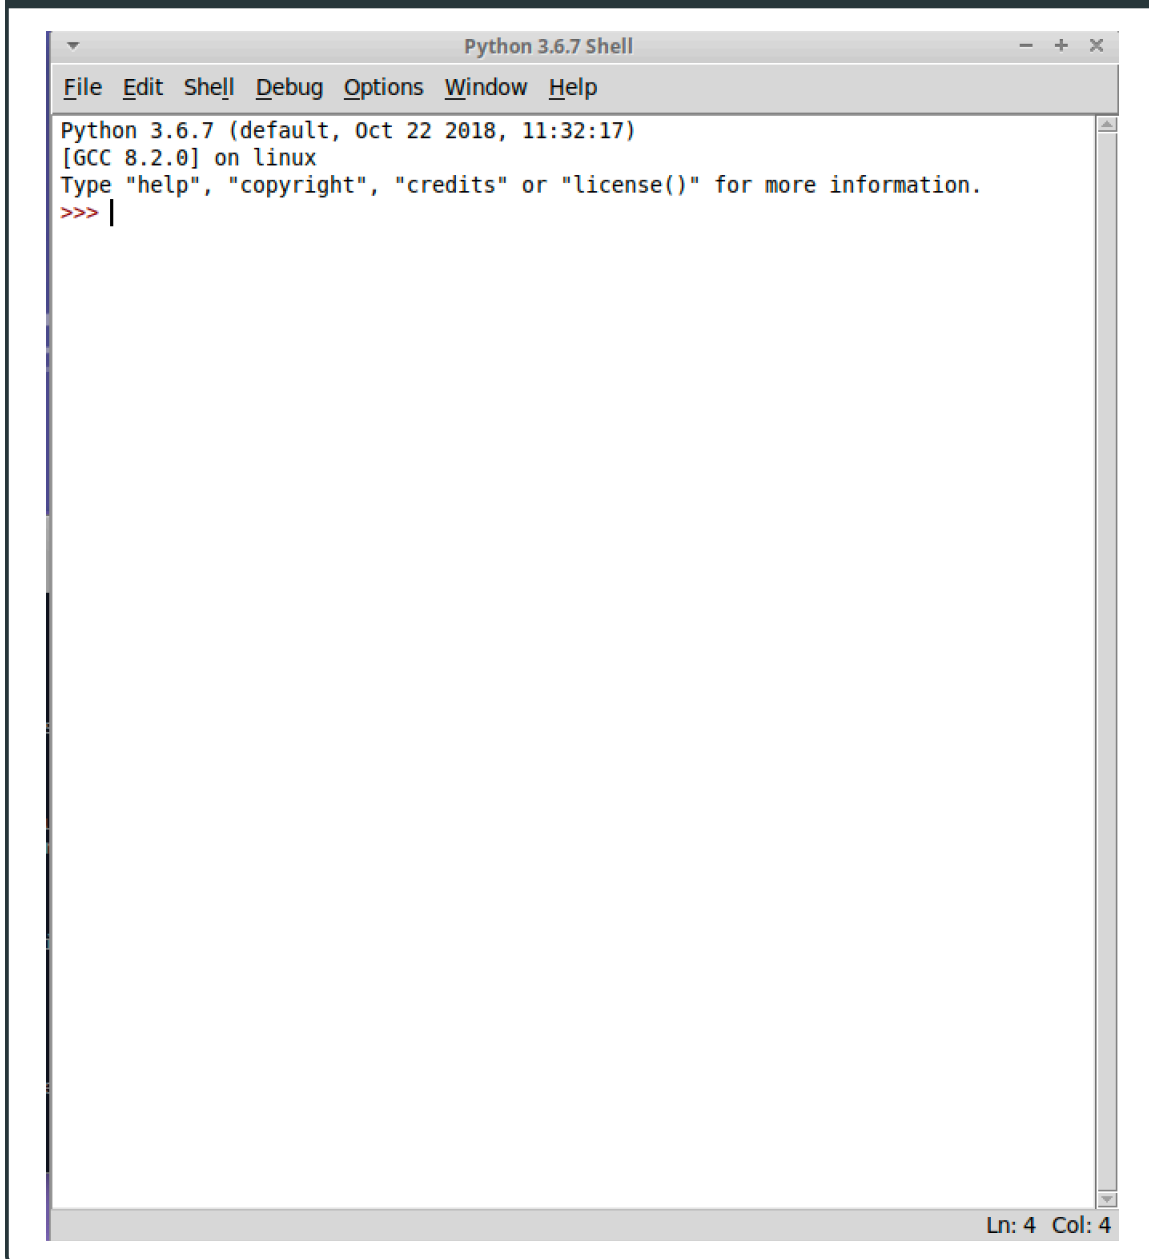 Python 3.6.7 Shell
File Edit Shell Debug Options Window Help
Python 3.6.7 (default, Oct 22 2018, 11:32:17)
[GCC 8.2.0] on linux
Type "help", "copyright", "credits" or "license()" for more information.
>>>
Ln: 4 Col: 4